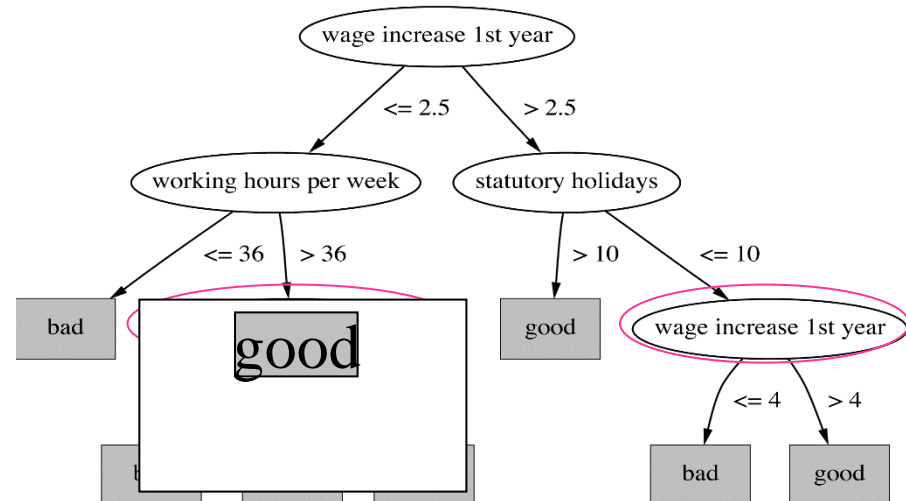 wage increase 1st year
<= 2.5
> 2.5
working hours per week
statutory holidays
<= 36
> 36
> 10
<= 10
bad
good
good
wage increase 1st year
<= 4
> 4
bad
good